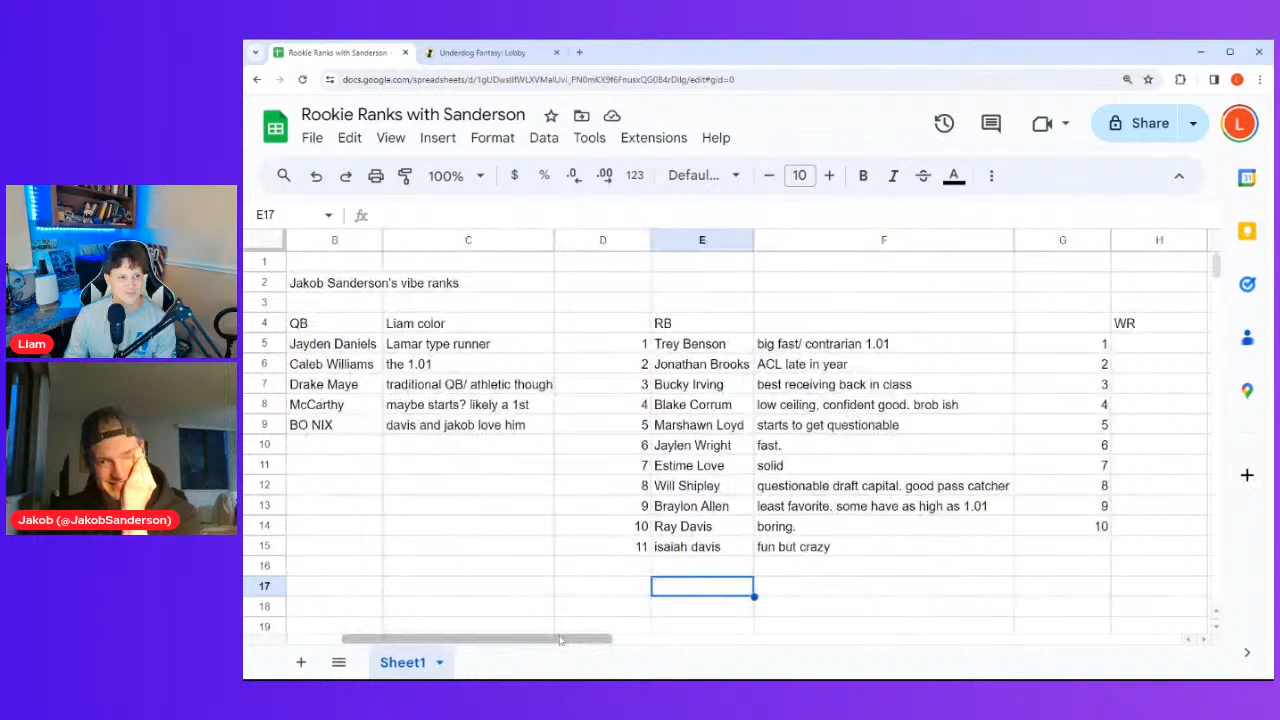 Rookie Ranks with Sanderson
Underdog Fantasy: Lobby
Rookie Ranks with Sanderson
File Edit View Insert Format Data Tools Extensions Help
Share
L
100% $ % .0 .00 123 Defaul... 10 B I A
E17 fx
B C D E F G H
1
2 Jakob Sanderson's vibe ranks
3
4 QB Liam color RB WR
5 Jayden Daniels Lamar type runner 1 Trey Benson big fast/ contrarian 1.01 1
6 Caleb Williams the 1.01 2 Jonathan Brooks ACL late in year 2
7 Drake Maye traditional QB/ athletic though 3 Bucky Irving best receiving back in class 3
8 McCarthy maybe starts? likely a 1st 4 Blake Corrum low ceiling, confident good. brob ish 4
9 BO NIX davis and jakob love him 5 Marshawn Loyd starts to get questionable 5
10 6 Jaylen Wright fast. 6
11 7 Estime Love solid 7
12 8 Will Shipley questionable draft capital. good pass catcher 8
13 9 Braylon Allen least favorite. some have as high as 1.01 9
14 10 Ray Davis boring. 10
15 11 isaiah davis fun but crazy
16
17
18
19
Sheet1
Liam
Jakob (@JakobSanderson)